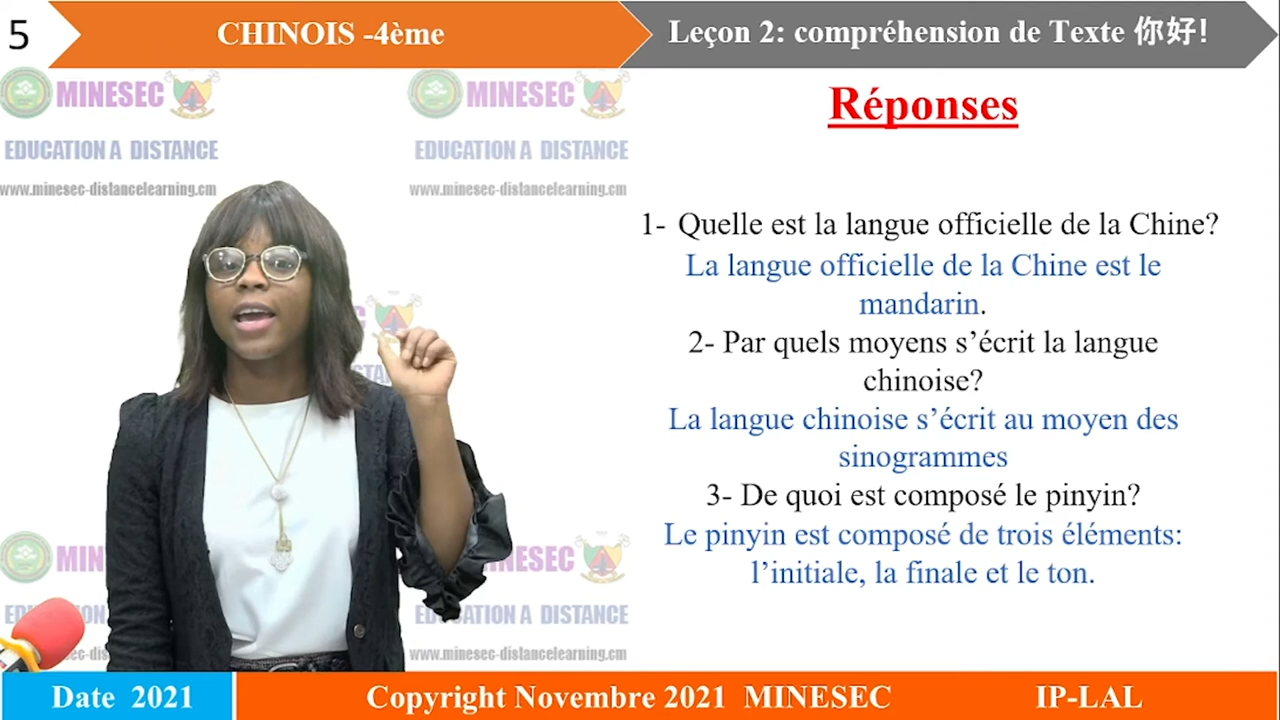 5
CHINOIS -4ème
Leçon 2: compréhension de Texte 你好!
MINESEC
EDUCATION A DISTANCE
www.minesec-distancelearning.cm
MINESEC
EDUCATION A DISTANCE
www.minesec-distancelearning.cm
Réponses
1- Quelle est la langue officielle de la Chine?
La langue officielle de la Chine est le
mandarin.
2- Par quels moyens s’écrit la langue
chinoise?
La langue chinoise s’écrit au moyen des
sinogrammes
3- De quoi est composé le pinyin?
Le pinyin est composé de trois éléments:
l’initiale, la finale et le ton.
MINESEC
EDUCATION A DISTANCE
www.minesec-distancelearning.cm
Date 2021
Copyright Novembre 2021 MINESEC
IP-LAL